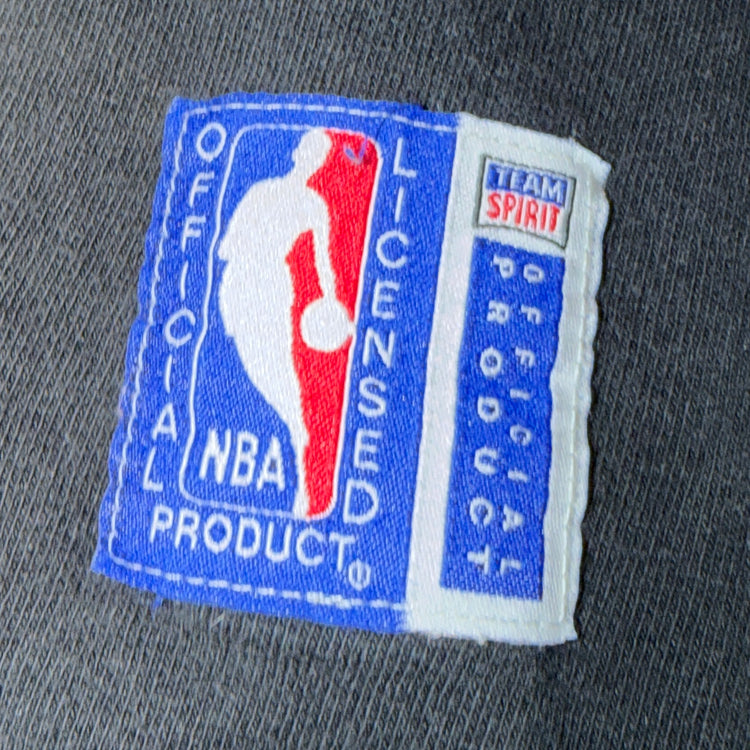 OFFICIAL
LICENSED
NBA
PRODUCT®
TEAM
SPIRIT
OFFICIAL
PRODUCT